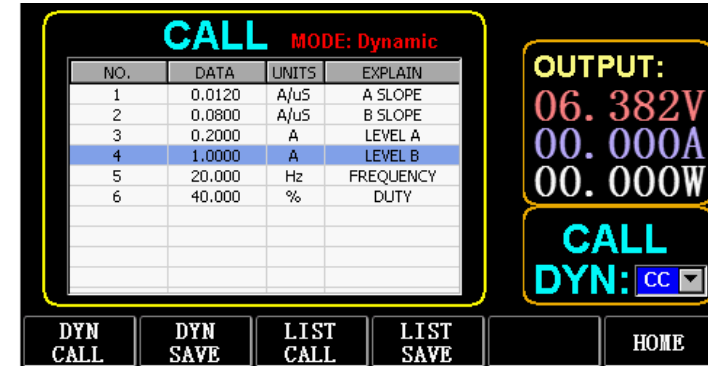 CALL MODE: Dynamic
NO. DATA UNITS EXPLAIN
1 0.0120 A/uS A SLOPE
2 0.0800 A/uS B SLOPE
3 0.2000 A LEVEL A
4 1.0000 A LEVEL B
5 20.000 Hz FREQUENCY
6 40.000 % DUTY
OUTPUT:
06.382V
00.000A
00.000W
CALL
DYN: CC
DYN CALL
DYN SAVE
LIST CALL
LIST SAVE
HOME